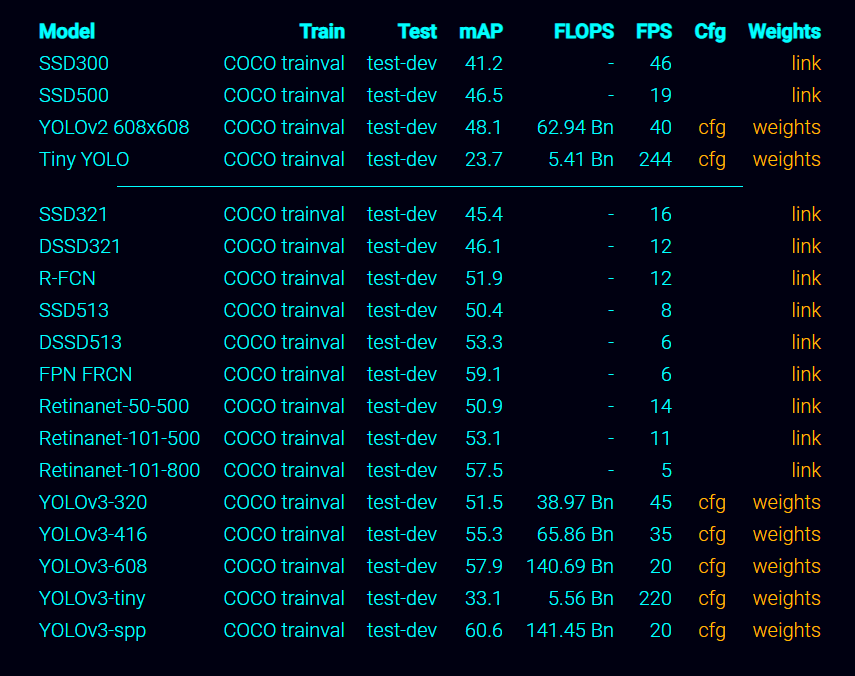 Model Train Test mAP FLOPS FPS Cfg Weights
SSD300 COCO trainval test-dev 41.2 - 46 link
SSD500 COCO trainval test-dev 46.5 - 19 link
YOLOv2 608x608 COCO trainval test-dev 48.1 62.94 Bn 40 cfg weights
Tiny YOLO COCO trainval test-dev 23.7 5.41 Bn 244 cfg weights
SSD321 COCO trainval test-dev 45.4 - 16 link
DSSD321 COCO trainval test-dev 46.1 - 12 link
R-FCN COCO trainval test-dev 51.9 - 12 link
SSD513 COCO trainval test-dev 50.4 - 8 link
DSSD513 COCO trainval test-dev 53.3 - 6 link
FPN FRCN COCO trainval test-dev 59.1 - 6 link
Retinanet-50-500 COCO trainval test-dev 50.9 - 14 link
Retinanet-101-500 COCO trainval test-dev 53.1 - 11 link
Retinanet-101-800 COCO trainval test-dev 57.5 - 5 link
YOLOv3-320 COCO trainval test-dev 51.5 38.97 Bn 45 cfg weights
YOLOv3-416 COCO trainval test-dev 55.3 65.86 Bn 35 cfg weights
YOLOv3-608 COCO trainval test-dev 57.9 140.69 Bn 20 cfg weights
YOLOv3-tiny COCO trainval test-dev 33.1 5.56 Bn 220 cfg weights
YOLOv3-spp COCO trainval test-dev 60.6 141.45 Bn 20 cfg weights